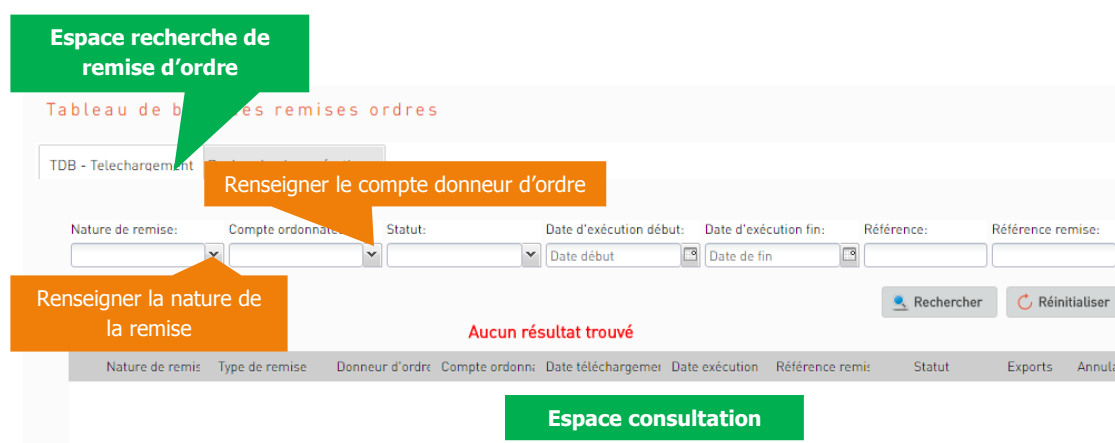 Espace recherche de
remise d’ordre
Tableau de b es remises ordres
TDB - Telechargement
Renseigner le compte donneur d’ordre
Nature de remise: Compte ordonnat Statut: Date d'exécution début: Date d'exécution fin: Référence: Référence remise:
Date début Date de fin
Renseigner la nature de
la remise
Rechercher Réinitialiser
Aucun résultat trouvé
Nature de remis Type de remise Donneur d'ordre Compte ordonna Date téléchargemer Date exécution Référence remis Statut Exports Annula
Espace consultation